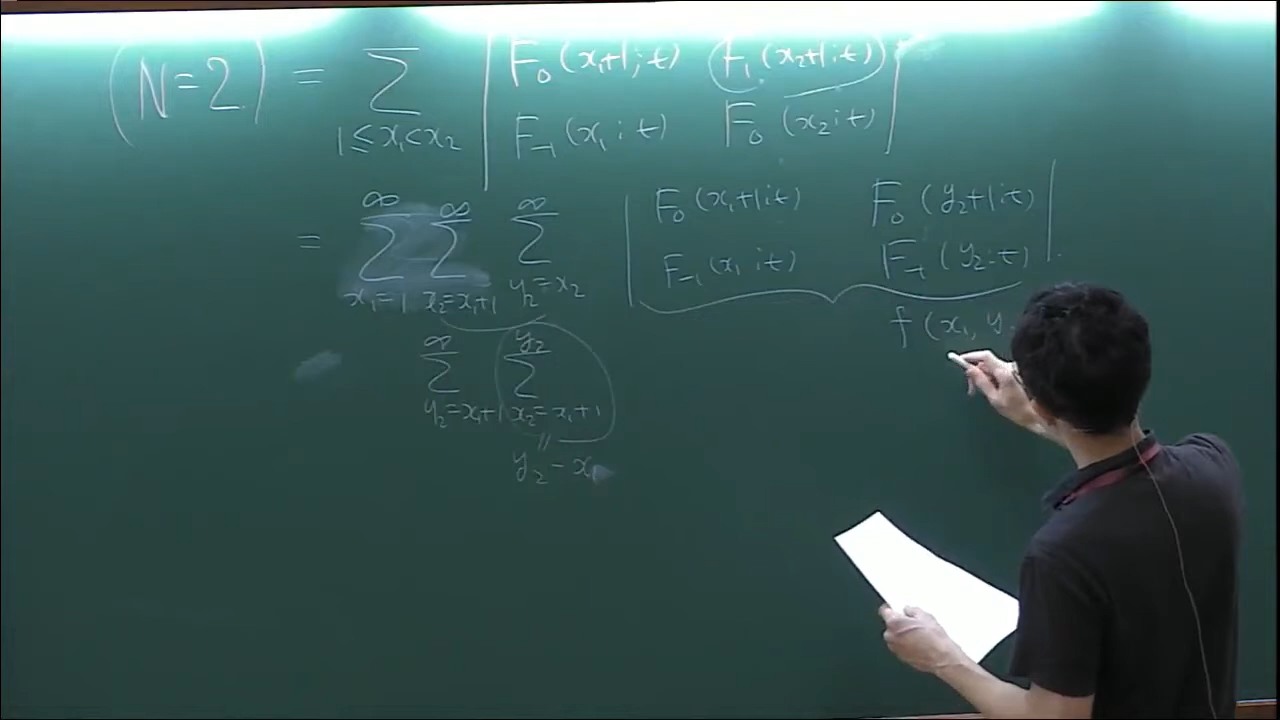 (N=2) = ∑_{1≤x₁<x₂} | F₀(x₁+1;t) F₁(x₂+1;t) |
F₋₁(x₁;t) F₀(x₂;t)
= ∑_{x₁=1}^∞ ∑_{x₂=x₁+1}^∞ ∑_{y₂=x₂}^∞ | F₀(x₁+1;t) F₀(y₂+1;t) |
F₋₁(x₁;t) F₋₁(y₂;t)
f(x₁, y
∑_{y₂=x₁+1}^∞ ∑_{x₂=x₁+1}^{y₂}
||
y₂ - x₁